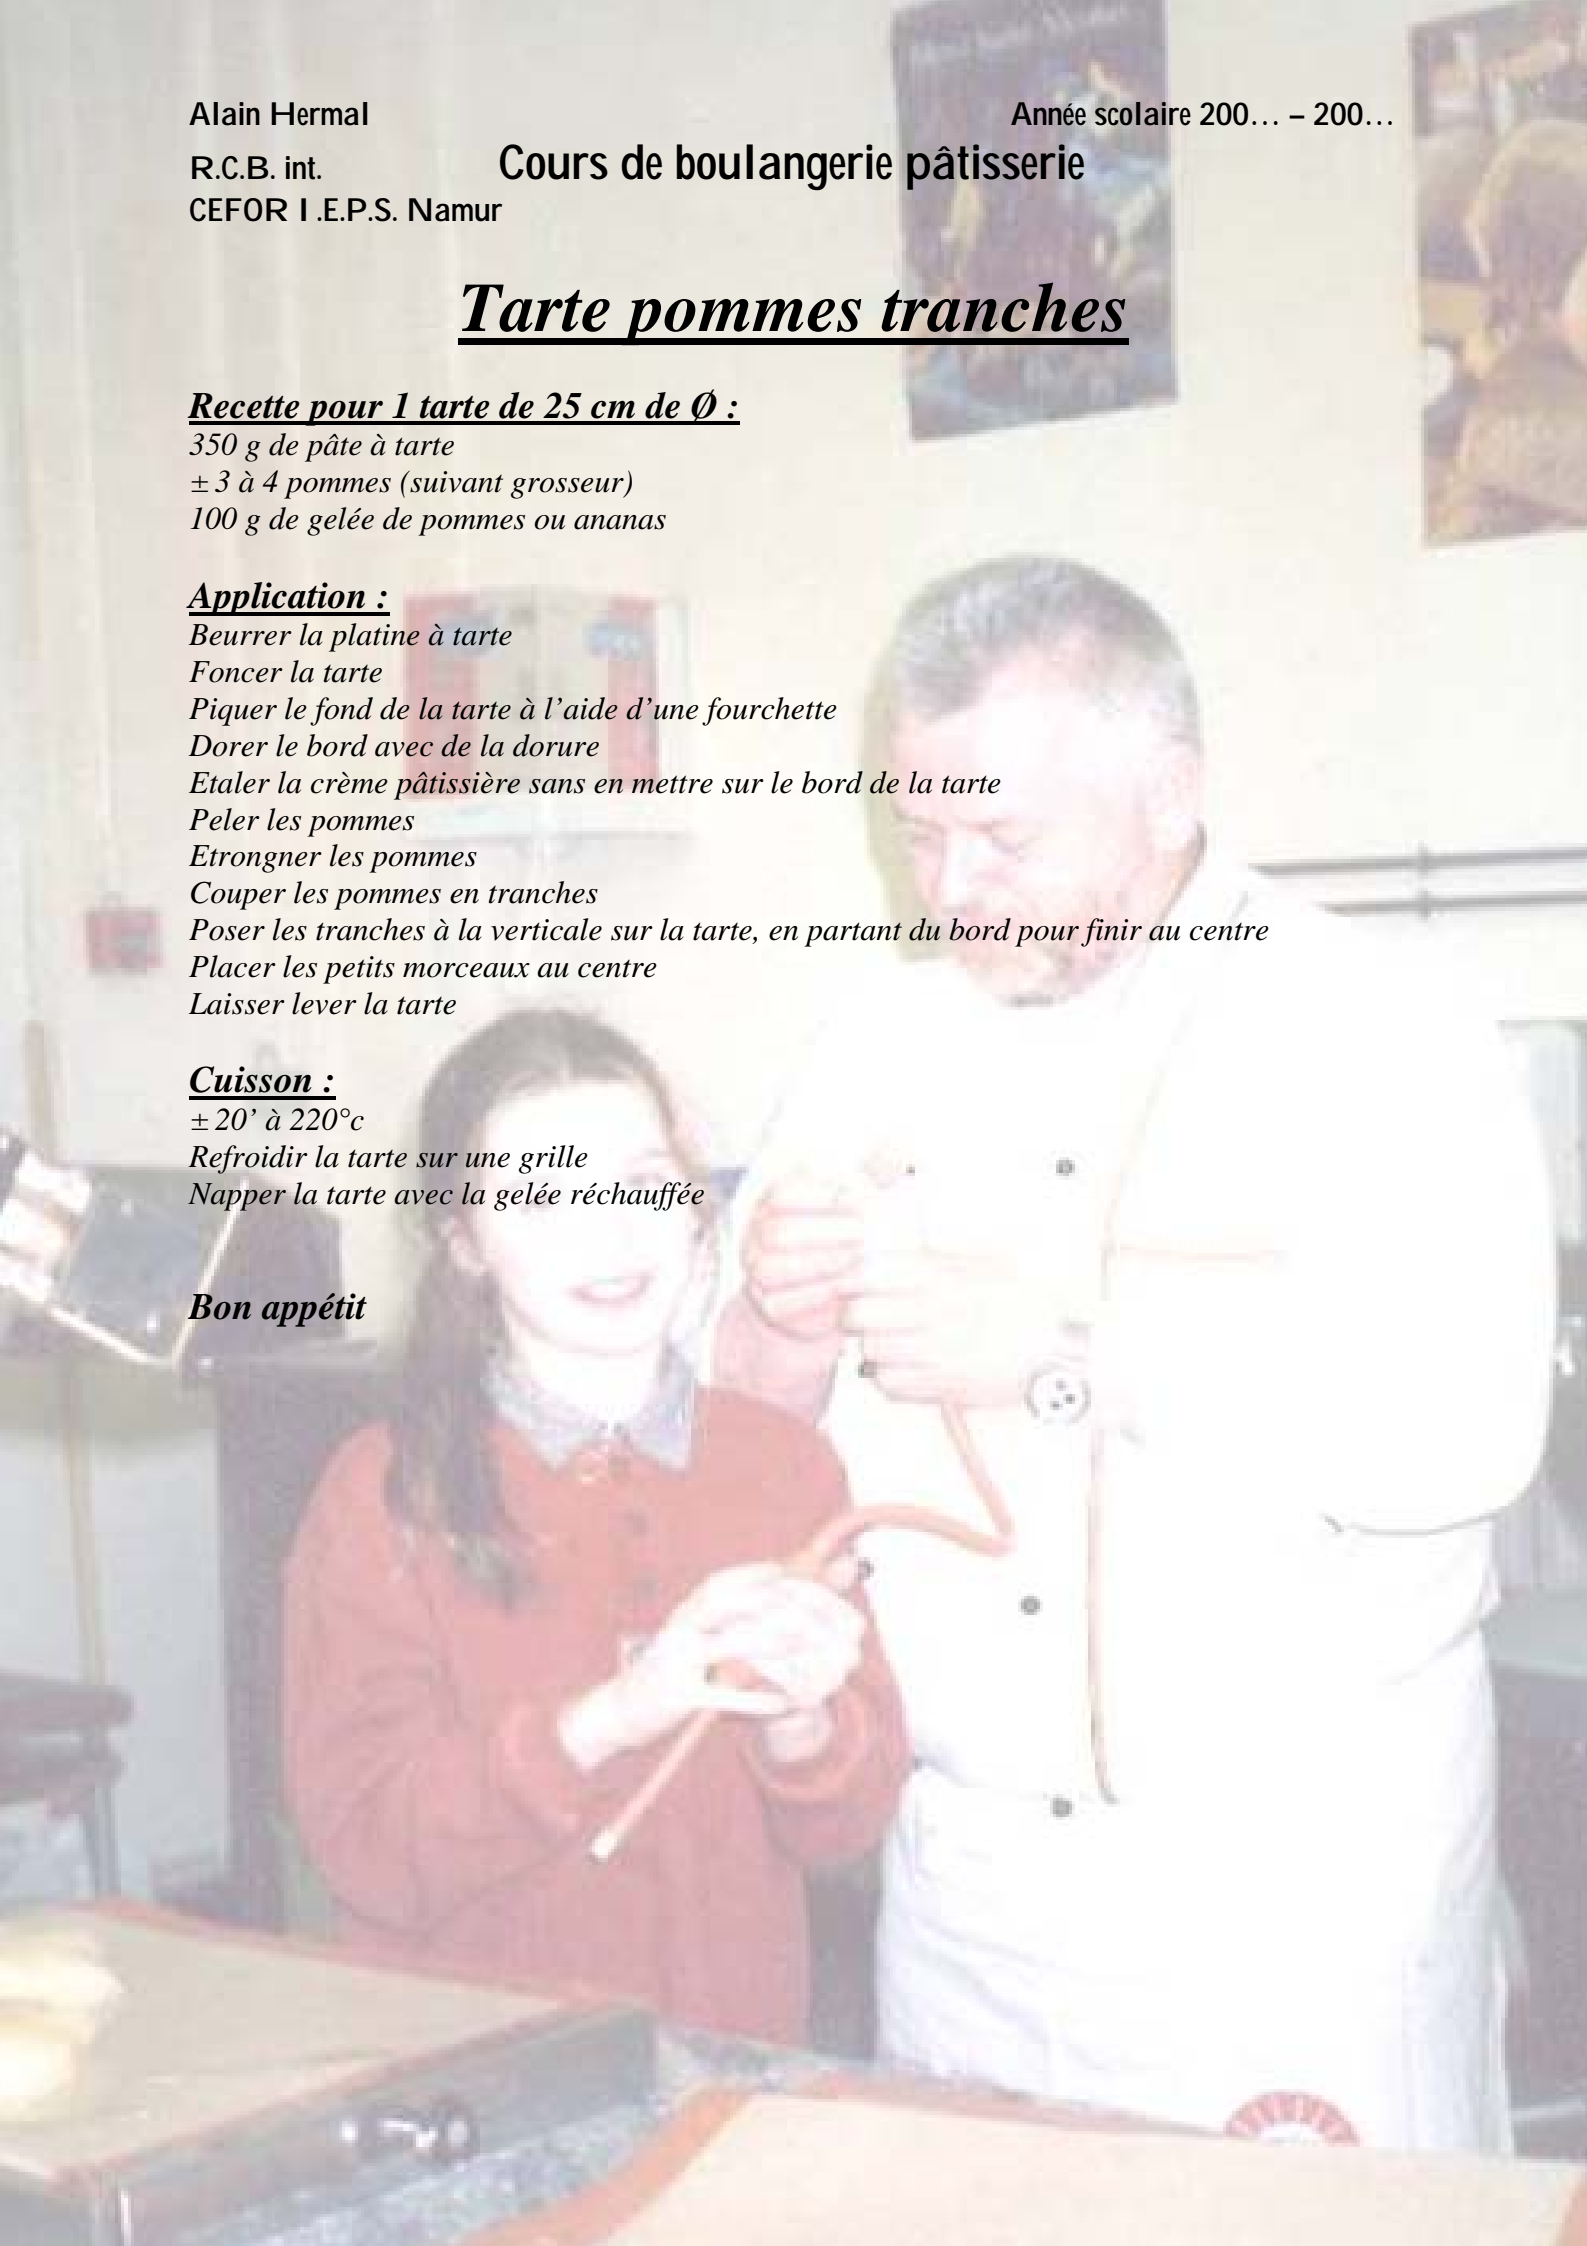 Alain Hermal Année scolaire 200… – 200…
R.C.B. int. Cours de boulangerie pâtisserie
CEFOR I .E.P.S. Namur
Tarte pommes tranches
Recette pour 1 tarte de 25 cm de Ø :
350 g de pâte à tarte
± 3 à 4 pommes (suivant grosseur)
100 g de gelée de pommes ou ananas
Application :
Beurrer la platine à tarte
Foncer la tarte
Piquer le fond de la tarte à l’aide d’une fourchette
Dorer le bord avec de la dorure
Etaler la crème pâtissière sans en mettre sur le bord de la tarte
Peler les pommes
Etrongner les pommes
Couper les pommes en tranches
Poser les tranches à la verticale sur la tarte, en partant du bord pour finir au centre
Placer les petits morceaux au centre
Laisser lever la tarte
Cuisson :
± 20’ à 220°c
Refroidir la tarte sur une grille
Napper la tarte avec la gelée réchauffée
Bon appétit